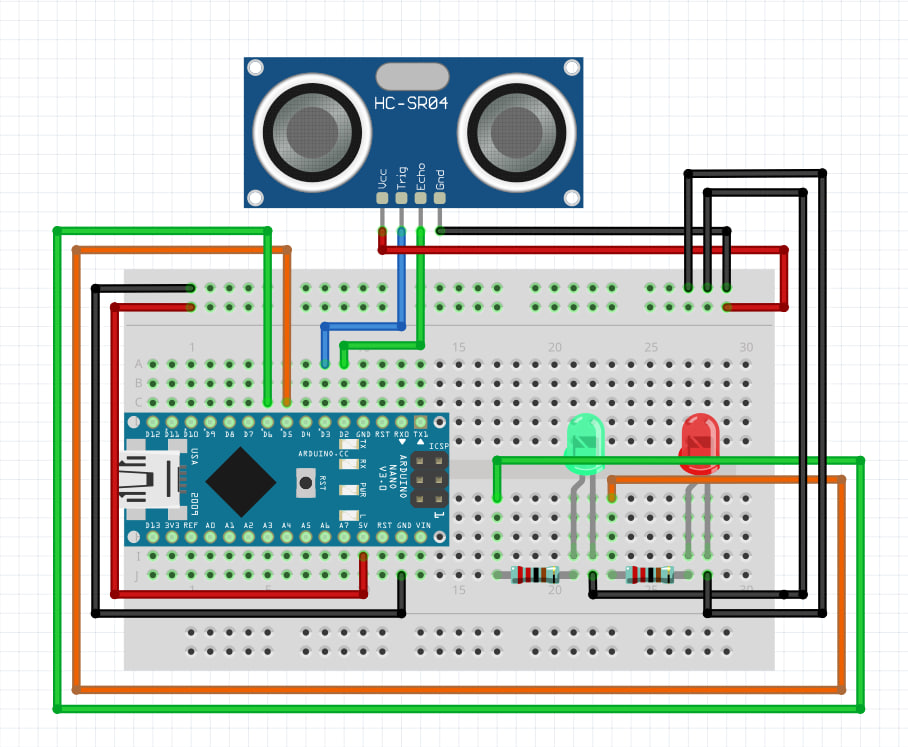 HC-SR04
Vcc Trig Echo Gnd
1 15 20 25 30
A
B
C
D12 D11 D10 D9 D8 D7 D6 D5 D4 D3 D2 GND RST RX0 TX1
ARDUINO.CC
TX
RX
PWR
L
RST
USA
2009
ARDUINO
NANO
V3.0
ICSP
1
D13 3V3 REF A0 A1 A2 A3 A4 A5 A6 A7 5V RST GND VIN
I
J
15 20 30